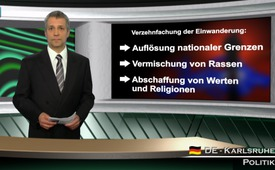 Verzehnfachung der Einwanderung:
Auflösung nationaler Grenzen
Vermischung von Rassen
Abschaffung von Werten
und Religionen
DE - KARLSRUHE
POLITIK